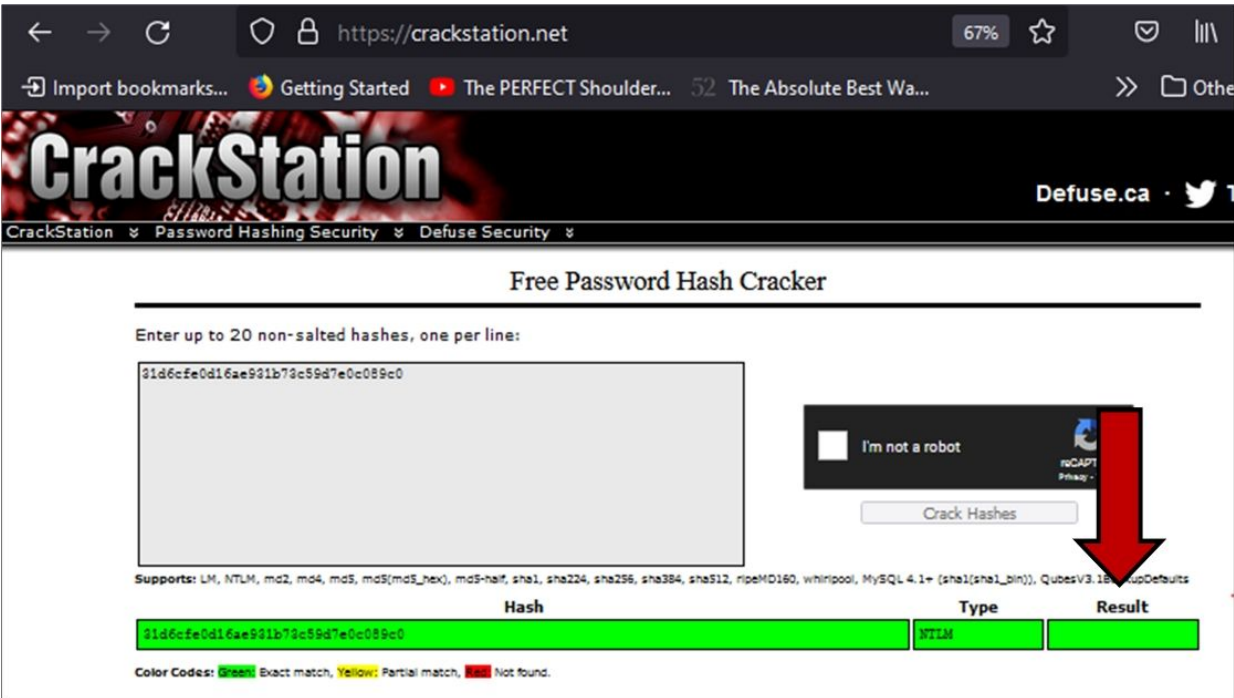 https://crackstation.net 67%
Import bookmarks... Getting Started The PERFECT Shoulder... 52 The Absolute Best Wa... Othe
CrackStation
Defuse.ca · T
CrackStation Password Hashing Security Defuse Security
Free Password Hash Cracker
Enter up to 20 non-salted hashes, one per line:
31d6cfe0d16ae931b73c59d7e0c089c0
I'm not a robot
reCAPT
Privacy -
Crack Hashes
Supports: LM, NTLM, md2, md4, md5, md5(md5_hex), md5-half, sha1, sha224, sha256, sha384, sha512, ripeMD160, whirlpool, MySQL 4.1+ (sha1(sha1_bin)), QubesV3.1BackupDefaults
Hash Type Result
31d6cfe0d16ae931b73c59d7e0c089c0 NTLM
Color Codes: Green: Exact match, Yellow: Partial match, Red: Not found.